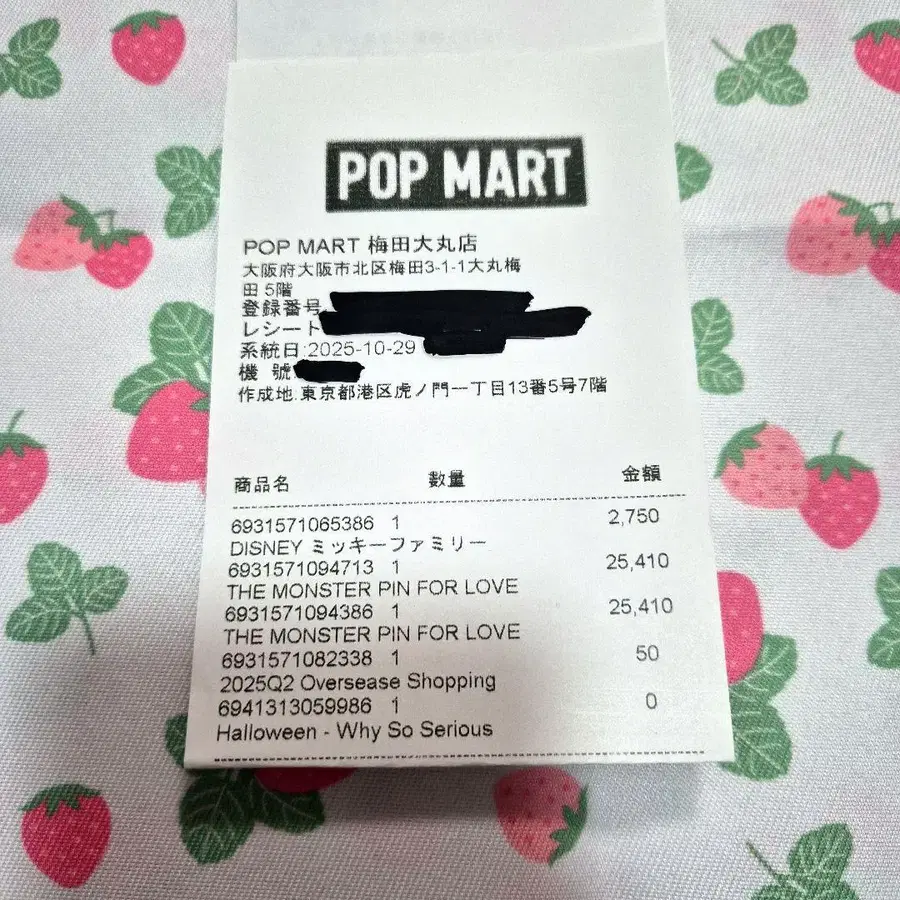 POP MART
POP MART 梅田大丸店
大阪府大阪市北区梅田3-1-1大丸梅
田 5階
登録番号
レシート
系統日:2025-10-29
機 號
作成地:東京都港区虎ノ門一丁目13番5号7階
商品名 数量 金額
6931571065386 1 2,750
DISNEY ミッキーファミリー
6931571094713 1 25,410
THE MONSTER PIN FOR LOVE
6931571094386 1 25,410
THE MONSTER PIN FOR LOVE
6931571082338 1 50
2025Q2 Oversease Shopping
6941313059986 1 0
Halloween - Why So Serious